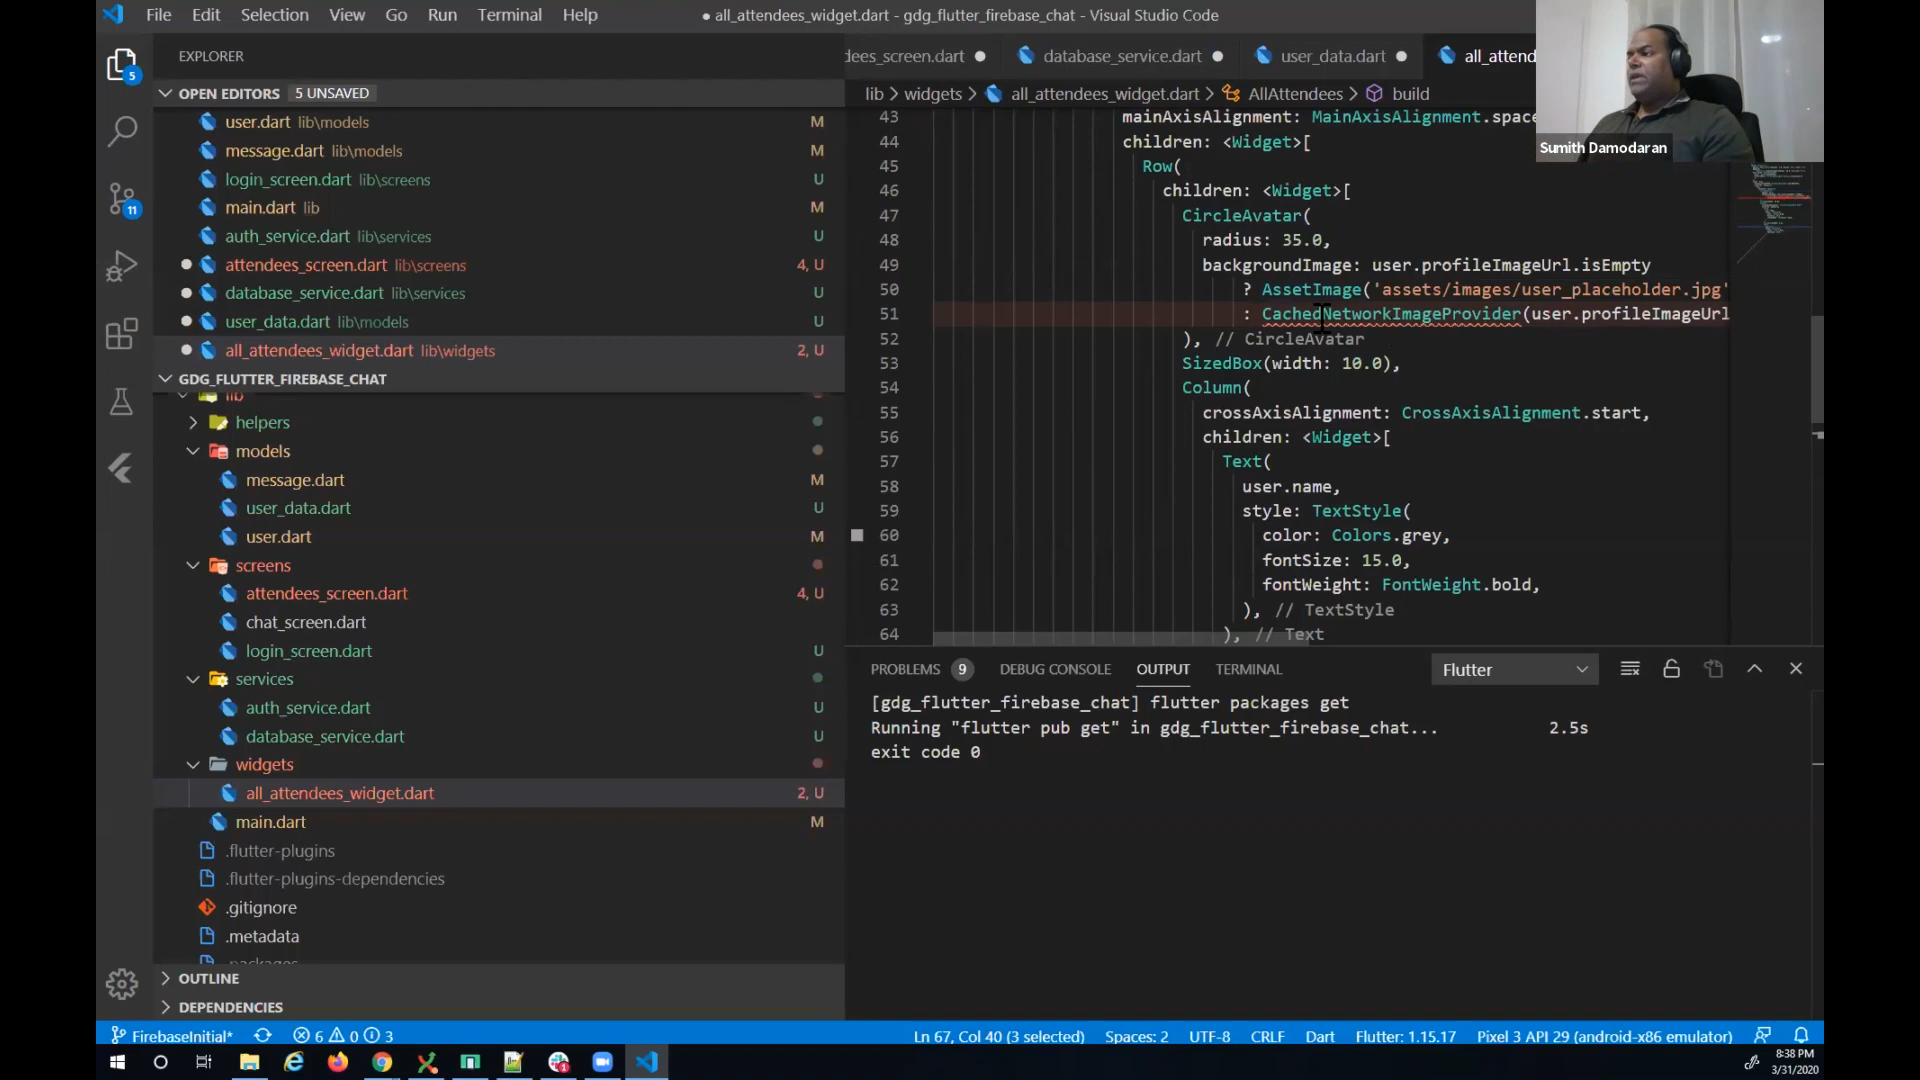 File Edit Selection View Go Run Terminal Help
● all_attendees_widget.dart - gdg_flutter_firebase_chat - Visual Studio Code
EXPLORER
OPEN EDITORS 5 UNSAVED
user.dart lib\models M
message.dart lib\models M
login_screen.dart lib\screens U
main.dart lib M
auth_service.dart lib\services U
attendees_screen.dart lib\screens 4, U
database_service.dart lib\services U
user_data.dart lib\models U
all_attendees_widget.dart lib\widgets 2, U
GDG_FLUTTER_FIREBASE_CHAT
lib
helpers
models
message.dart M
user_data.dart U
user.dart M
screens
attendees_screen.dart 4, U
chat_screen.dart
login_screen.dart U
services
auth_service.dart U
database_service.dart U
widgets
all_attendees_widget.dart 2, U
main.dart M
.flutter-plugins
.flutter-plugins-dependencies
.gitignore
.metadata
.packages
OUTLINE
DEPENDENCIES
5
11
dees_screen.dart database_service.dart user_data.dart all_attend
lib > widgets > all_attendees_widget.dart > AllAttendees > build
43 mainAxisAlignment: MainAxisAlignment.space
44 children: <Widget>[
45 Row(
46 children: <Widget>[
47 CircleAvatar(
48 radius: 35.0,
49 backgroundImage: user.profileImageUrl.isEmpty
50 ? AssetImage('assets/images/user_placeholder.jpg'
51 : CachedNetworkImageProvider(user.profileImageUrl
52 ), // CircleAvatar
53 SizedBox(width: 10.0),
54 Column(
55 crossAxisAlignment: CrossAxisAlignment.start,
56 children: <Widget>[
57 Text(
58 user.name,
59 style: TextStyle(
60 color: Colors.grey,
61 fontSize: 15.0,
62 fontWeight: FontWeight.bold,
63 ), // TextStyle
64 ), // Text
Sumith Damodaran
PROBLEMS 9 DEBUG CONSOLE OUTPUT TERMINAL Flutter
[gdg_flutter_firebase_chat] flutter packages get
Running "flutter pub get" in gdg_flutter_firebase_chat... 2.5s
exit code 0
FirebaseInitial* 6 0 3 Ln 67, Col 40 (3 selected) Spaces: 2 UTF-8 CRLF Dart Flutter: 1.15.17 Pixel 3 API 29 (android-x86 emulator)
8:38 PM
3/31/2020